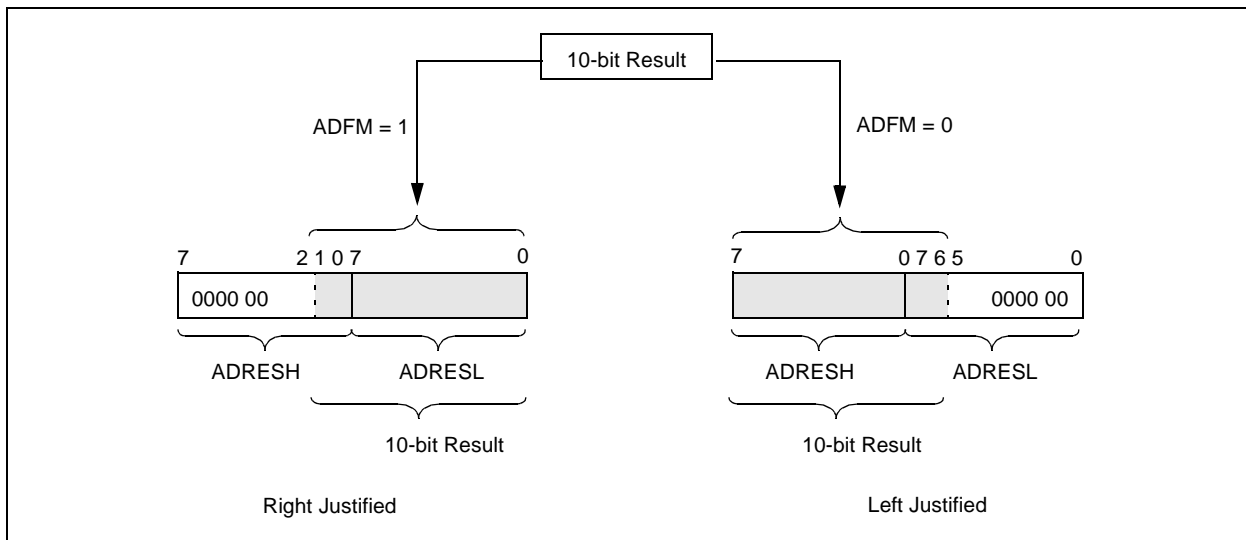 10-bit Result
ADFM = 1
ADFM = 0
7 2 1 0 7 0
7 0 7 6 5 0
0000 00
0000 00
ADRESH ADRESL
ADRESH ADRESL
10-bit Result
10-bit Result
Right Justified
Left Justified